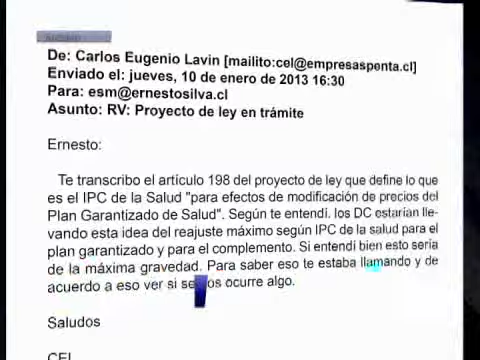 De: Carlos Eugenio Lavin [mailito:cel@empresaspenta.cl]
Enviado el: jueves, 10 de enero de 2013 16:30
Para: esm@ernestosilva.cl
Asunto: RV: Proyecto de ley en trámite
Ernesto:
Te transcribo el articulo 198 del proyecto de ley que define lo que
es el IPC de la Salud "para efectos de modificación de precios del
Plan Garantizado de Salud". Según te entendí. los DC estarían lle-
vando esta idea del reajuste máximo según IPC de la salud para el
plan garantizado y para el complemento. Si entendí bien esto seria
de la máxima gravedad. Para saber eso te estaba llamando y de
acuerdo a eso ver si se os ocurre algo.
Saludos
CEL